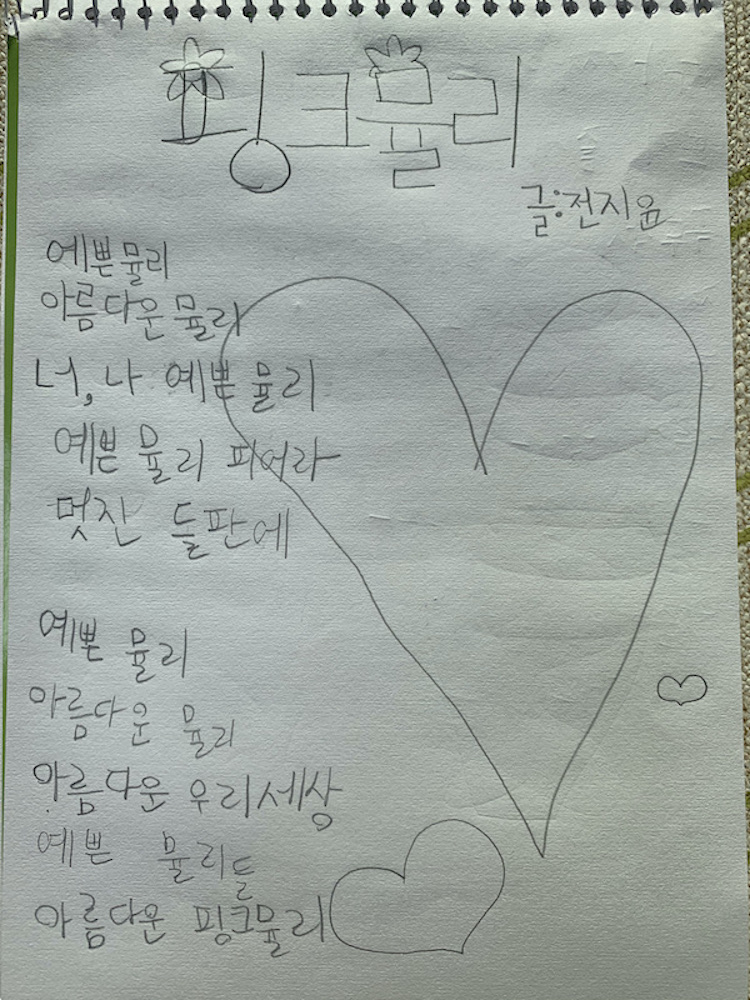 핑크뮬리
글:전지윤
예쁜뮬리
아름다운뮬리
너,나 예쁜뮬리
예쁜 뮬리 피어라
멋진 들판에
예쁜 뮬리
아름다운 뮬리
아름다운 우리세상
예쁜 뮬리들
아름다운 핑크뮬리